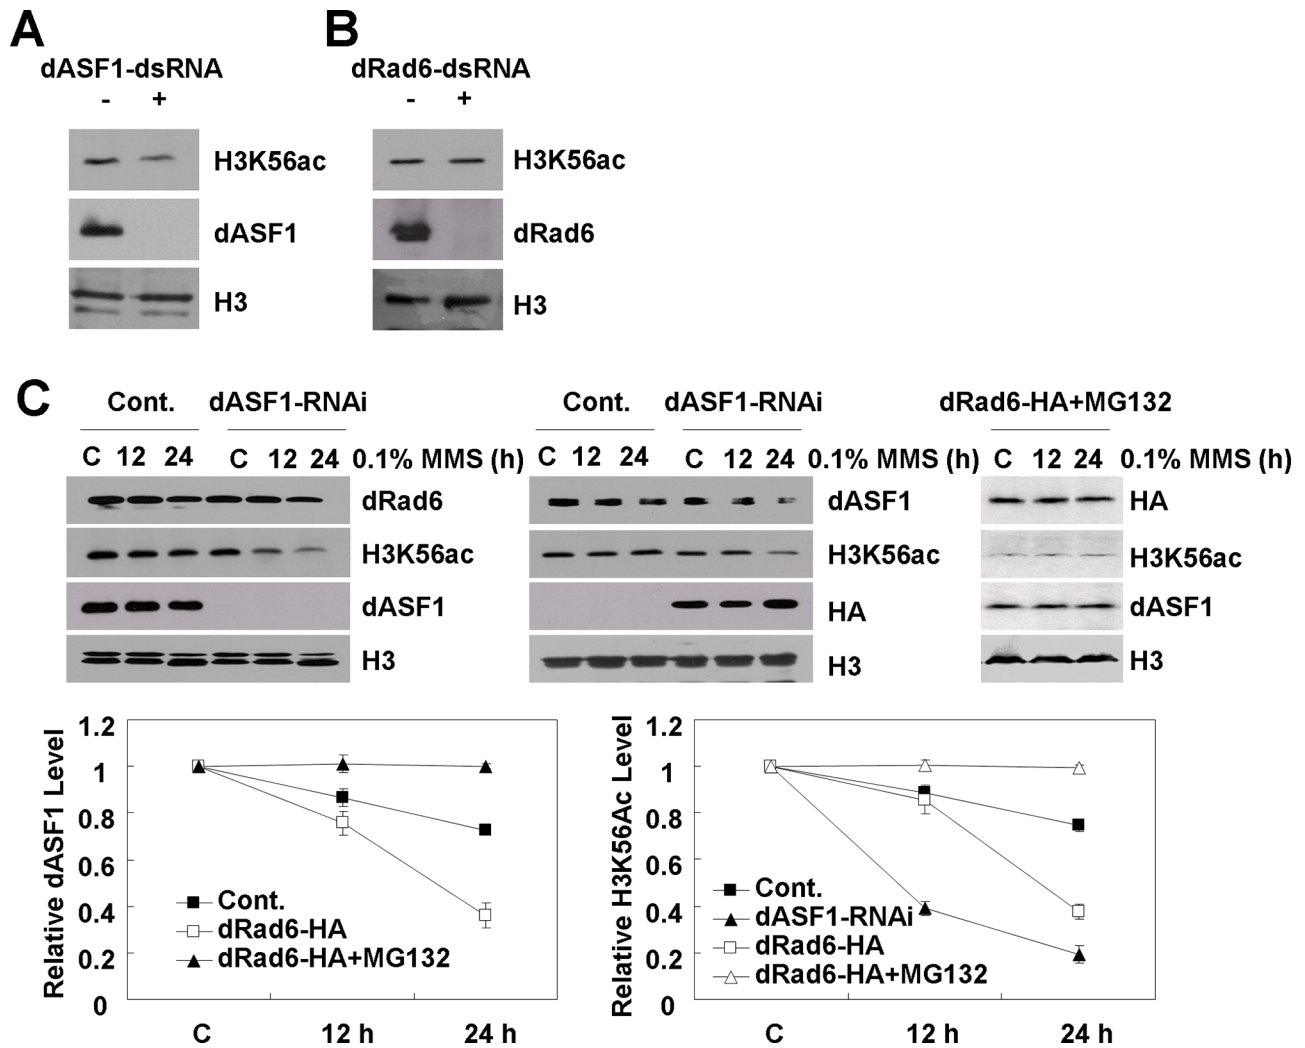 A
dASF1-dsRNA
- +
H3K56ac
dASF1
H3
B
dRad6-dsRNA
- +
H3K56ac
dRad6
H3
C
Cont. dASF1-RNAi
C 12 24 C 12 24 0.1% MMS (h)
dRad6
H3K56ac
dASF1
H3
Cont. dASF1-RNAi
C 12 24 C 12 24 0.1% MMS (h)
dASF1
H3K56ac
HA
H3
dRad6-HA+MG132
C 12 24 0.1% MMS (h)
HA
H3K56ac
dASF1
H3
Relative dASF1 Level
1.2
1
0.8
0.6
0.4
0.2
0
Cont.
dRad6-HA
dRad6-HA+MG132
C 12 h 24 h
Relative H3K56Ac Level
1.2
1
0.8
0.6
0.4
0.2
0
Cont.
dASF1-RNAi
dRad6-HA
dRad6-HA+MG132
C 12 h 24 h